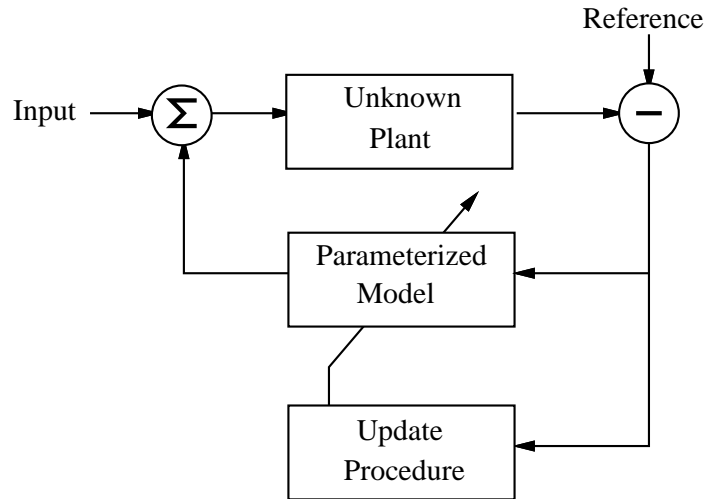 Reference
Input
Σ
Unknown
Plant
−
Parameterized
Model
Update
Procedure